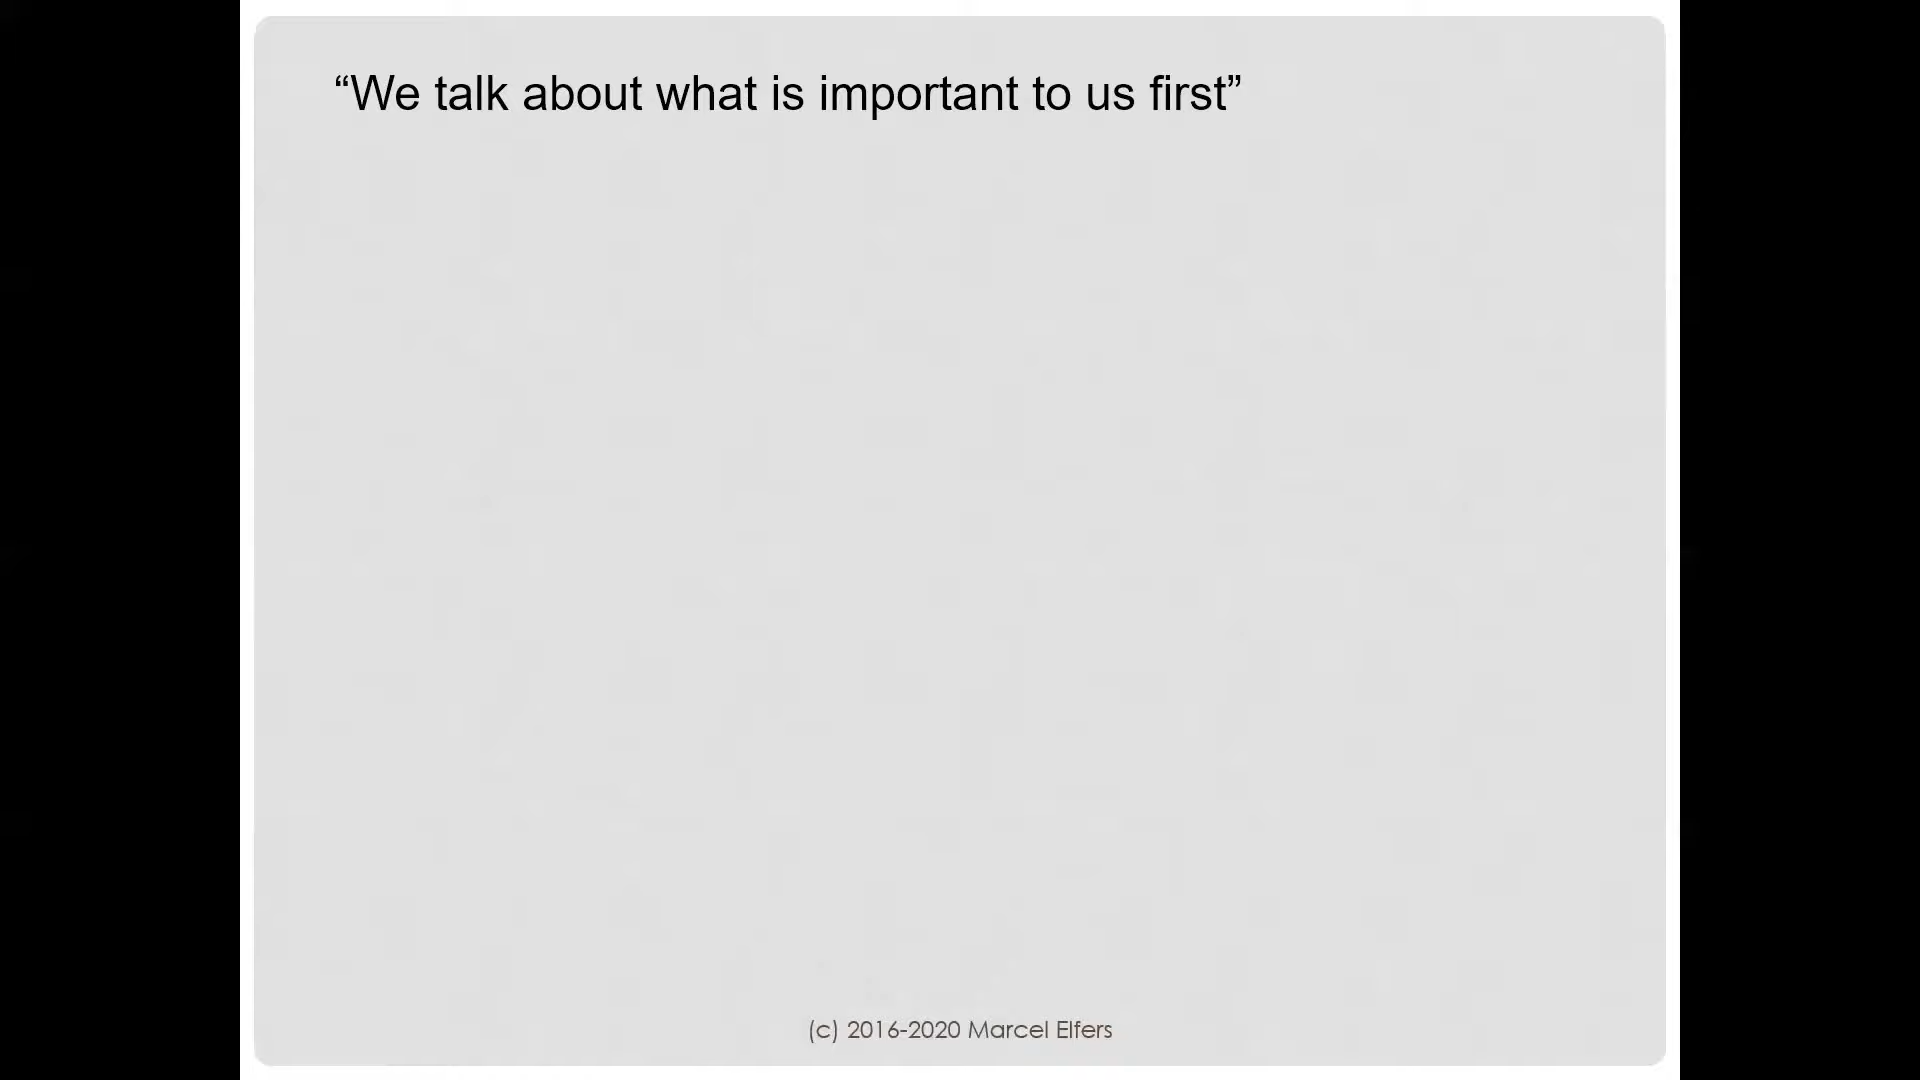 “We talk about what is important to us first”
(c) 2016-2020 Marcel Elfers